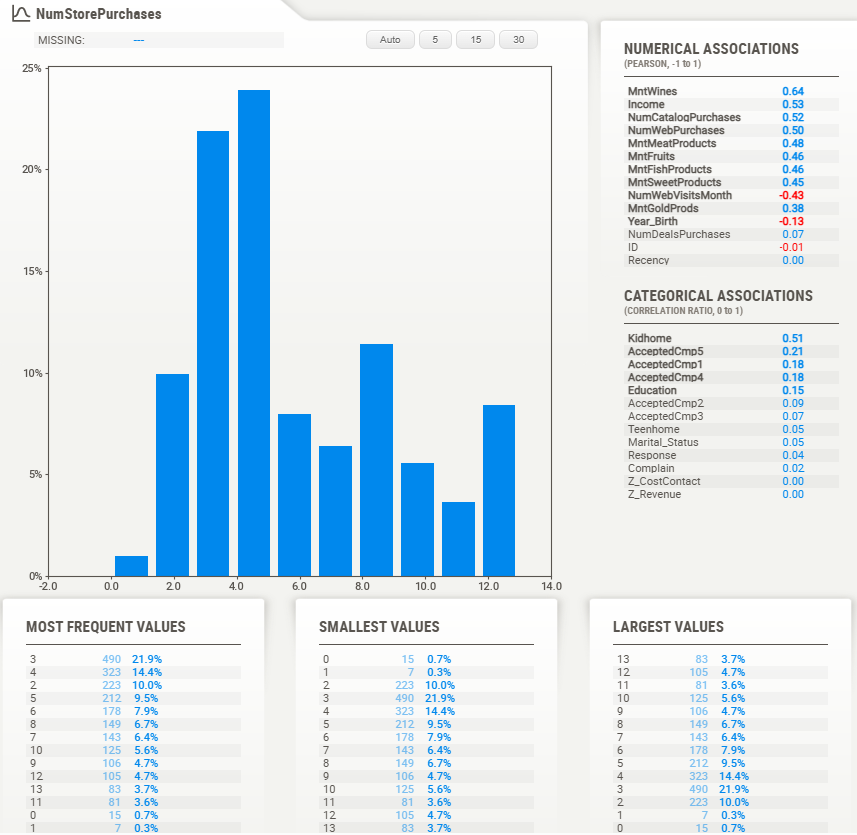 NumStorePurchases
MISSING: ---
Auto 5 15 30
25%
20%
15%
10%
5%
0%
-2.0 0.0 2.0 4.0 6.0 8.0 10.0 12.0 14.0
NUMERICAL ASSOCIATIONS
(PEARSON, -1 to 1)
MntWines 0.64
Income 0.53
NumCatalogPurchases 0.52
NumWebPurchases 0.50
MntMeatProducts 0.48
MntFruits 0.46
MntFishProducts 0.46
MntSweetProducts 0.45
NumWebVisitsMonth -0.43
MntGoldProds 0.38
Year_Birth -0.13
NumDealsPurchases 0.07
ID -0.01
Recency 0.00
CATEGORICAL ASSOCIATIONS
(CORRELATION RATIO, 0 to 1)
Kidhome 0.51
AcceptedCmp5 0.21
AcceptedCmp1 0.18
AcceptedCmp4 0.18
Education 0.15
AcceptedCmp2 0.09
AcceptedCmp3 0.07
Teenhome 0.05
Marital_Status 0.05
Response 0.04
Complain 0.02
Z_CostContact 0.00
Z_Revenue 0.00
MOST FREQUENT VALUES
3 490 21.9%
4 323 14.4%
2 223 10.0%
5 212 9.5%
6 178 7.9%
8 149 6.7%
7 143 6.4%
10 125 5.6%
9 106 4.7%
12 105 4.7%
13 83 3.7%
11 81 3.6%
0 15 0.7%
1 7 0.3%
SMALLEST VALUES
0 15 0.7%
1 7 0.3%
2 223 10.0%
3 490 21.9%
4 323 14.4%
5 212 9.5%
6 178 7.9%
7 143 6.4%
8 149 6.7%
9 106 4.7%
10 125 5.6%
11 81 3.6%
12 105 4.7%
13 83 3.7%
LARGEST VALUES
13 83 3.7%
12 105 4.7%
11 81 3.6%
10 125 5.6%
9 106 4.7%
8 149 6.7%
7 143 6.4%
6 178 7.9%
5 212 9.5%
4 323 14.4%
3 490 21.9%
2 223 10.0%
1 7 0.3%
0 15 0.7%